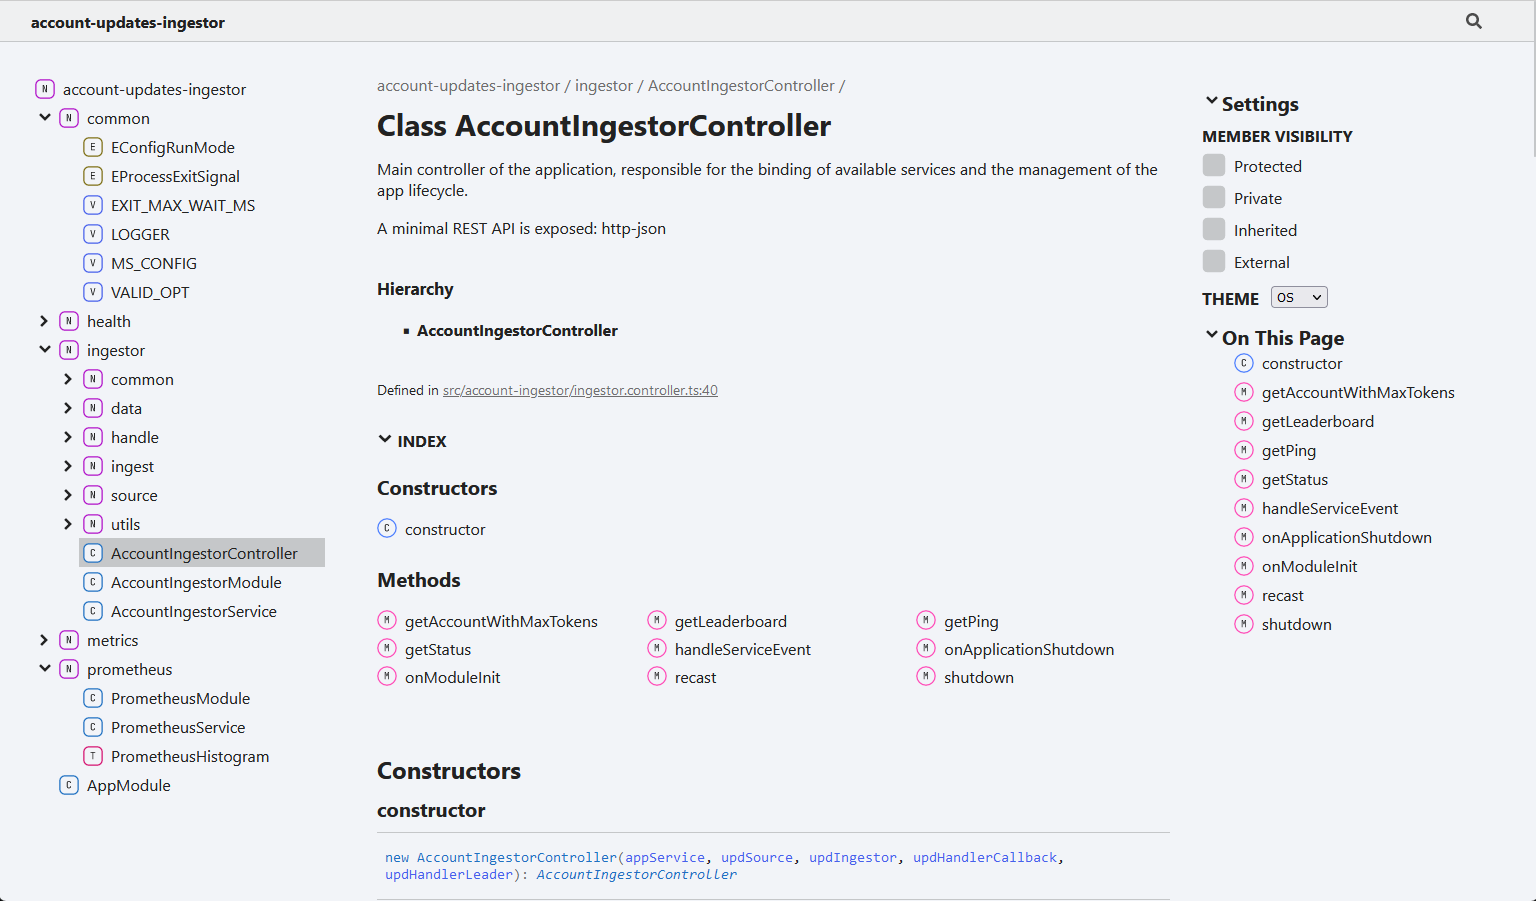 account-updates-ingestor
N account-updates-ingestor
N common
E EConfigRunMode
E EProcessExitSignal
V EXIT_MAX_WAIT_MS
V LOGGER
V MS_CONFIG
V VALID_OPT
N health
N ingestor
N common
N data
N handle
N ingest
N source
N utils
C AccountIngestorController
C AccountIngestorModule
C AccountIngestorService
N metrics
N prometheus
C PrometheusModule
C PrometheusService
T PrometheusHistogram
C AppModule
account-updates-ingestor / ingestor / AccountIngestorController /
Class AccountIngestorController
Main controller of the application, responsible for the binding of available services and the management of the
app lifecycle.
A minimal REST API is exposed: http-json
Hierarchy
AccountIngestorController
Defined in src/account-ingestor/ingestor.controller.ts:40
INDEX
Constructors
C constructor
Methods
M getAccountWithMaxTokens M getLeaderboard M getPing
M getStatus M handleServiceEvent M onApplicationShutdown
M onModuleInit M recast M shutdown
Constructors
constructor
new AccountIngestorController(appService, updSource, updIngestor, updHandlerCallback,
updHandlerLeader): AccountIngestorController
Settings
MEMBER VISIBILITY
Protected
Private
Inherited
External
THEME OS
On This Page
C constructor
M getAccountWithMaxTokens
M getLeaderboard
M getPing
M getStatus
M handleServiceEvent
M onApplicationShutdown
M onModuleInit
M recast
M shutdown